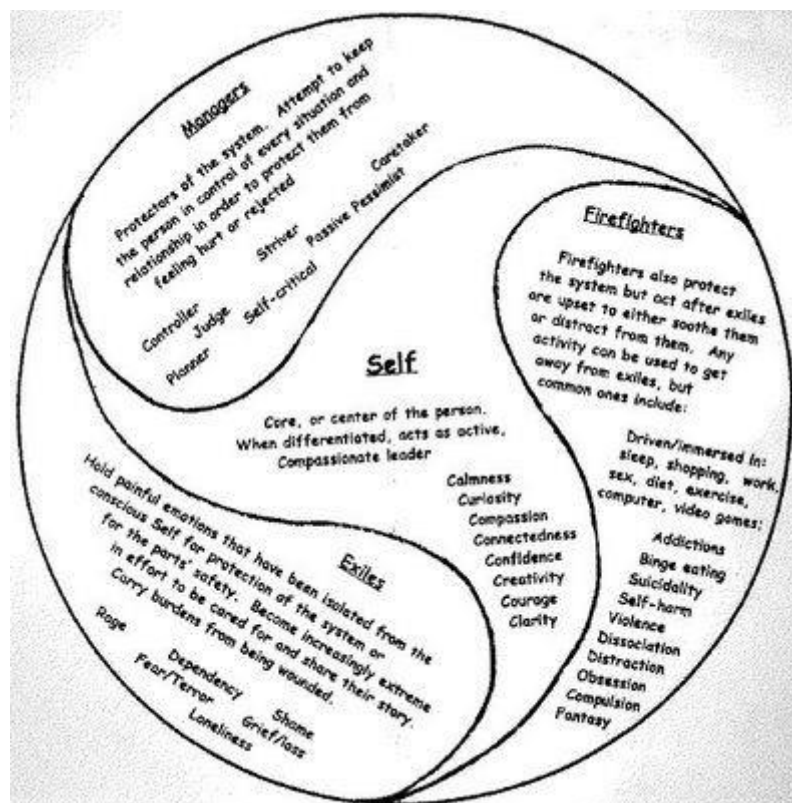 Managers
Protectors of the system. Attempt to keep
the person in control of every situation and
relationship in order to protect them from
feeling hurt or rejected
Caretaker
Striver
Passive Pessimist
Controller
Judge
Self-critical
Planner
Firefighters
Firefighters also protect
the system but act after exiles
are upset to either soothe them
or distract from them. Any
activity can be used to get
away from exiles, but
common ones include:
Driven/immersed In:
sleep, shopping, work,
sex, diet, exercise,
computer, video games;
Addictions
Binge eating
Suicidality
Self-harm
Violence
Dissociation
Distraction
Obsession
Compulsion
Fantasy
Self
Core, or center of the person.
When differentiated, acts as active,
Compassionate leader
Calmness
Curiosity
Compassion
Connectedness
Confidence
Creativity
Courage
Clarity
Exiles
Hold painful emotions that have been isolated from the
conscious Self for protection of the system or
for the parts' safety. Become increasingly extreme
in effort to be cared for and share their story.
Carry burdens from being wounded.
Rage
Dependency
Shame
Fear/Terror
Grief/loss
Loneliness